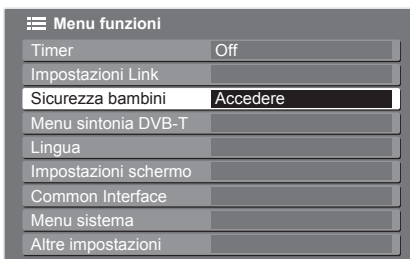 Menu funzioni
Timer Off
Impostazioni Link
Sicurezza bambini Accedere
Menu sintonia DVB-T
Lingua
Impostazioni schermo
Common Interface
Menu sistema
Altre impostazioni